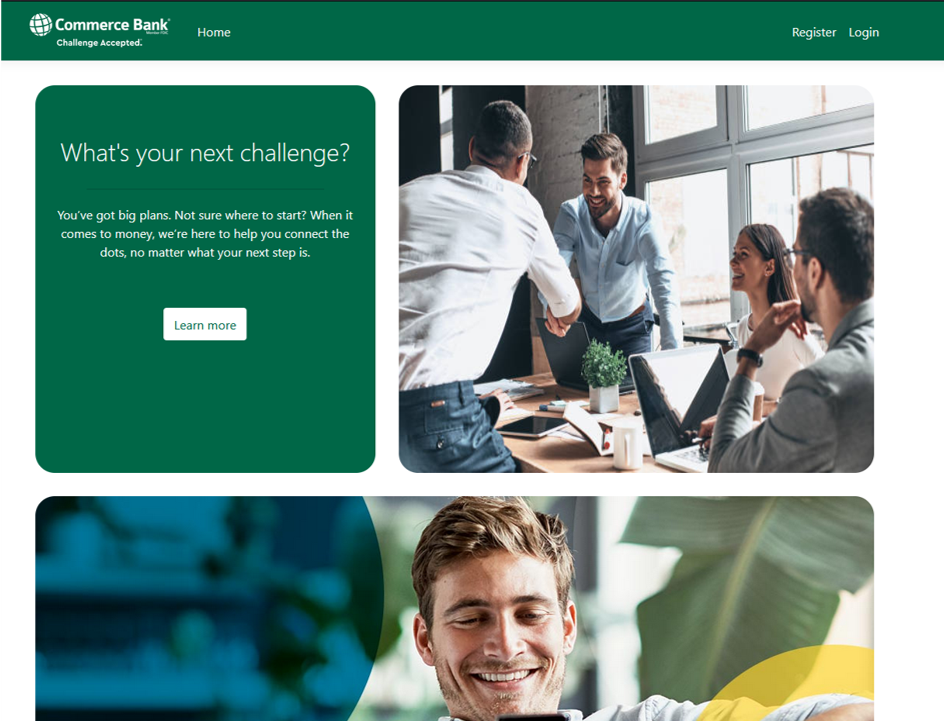 Commerce Bank
Member FDIC
Challenge Accepted.
Home
Register
Login
What's your next challenge?
You've got big plans. Not sure where to start? When it
comes to money, we're here to help you connect the
dots, no matter what your next step is.
Learn more